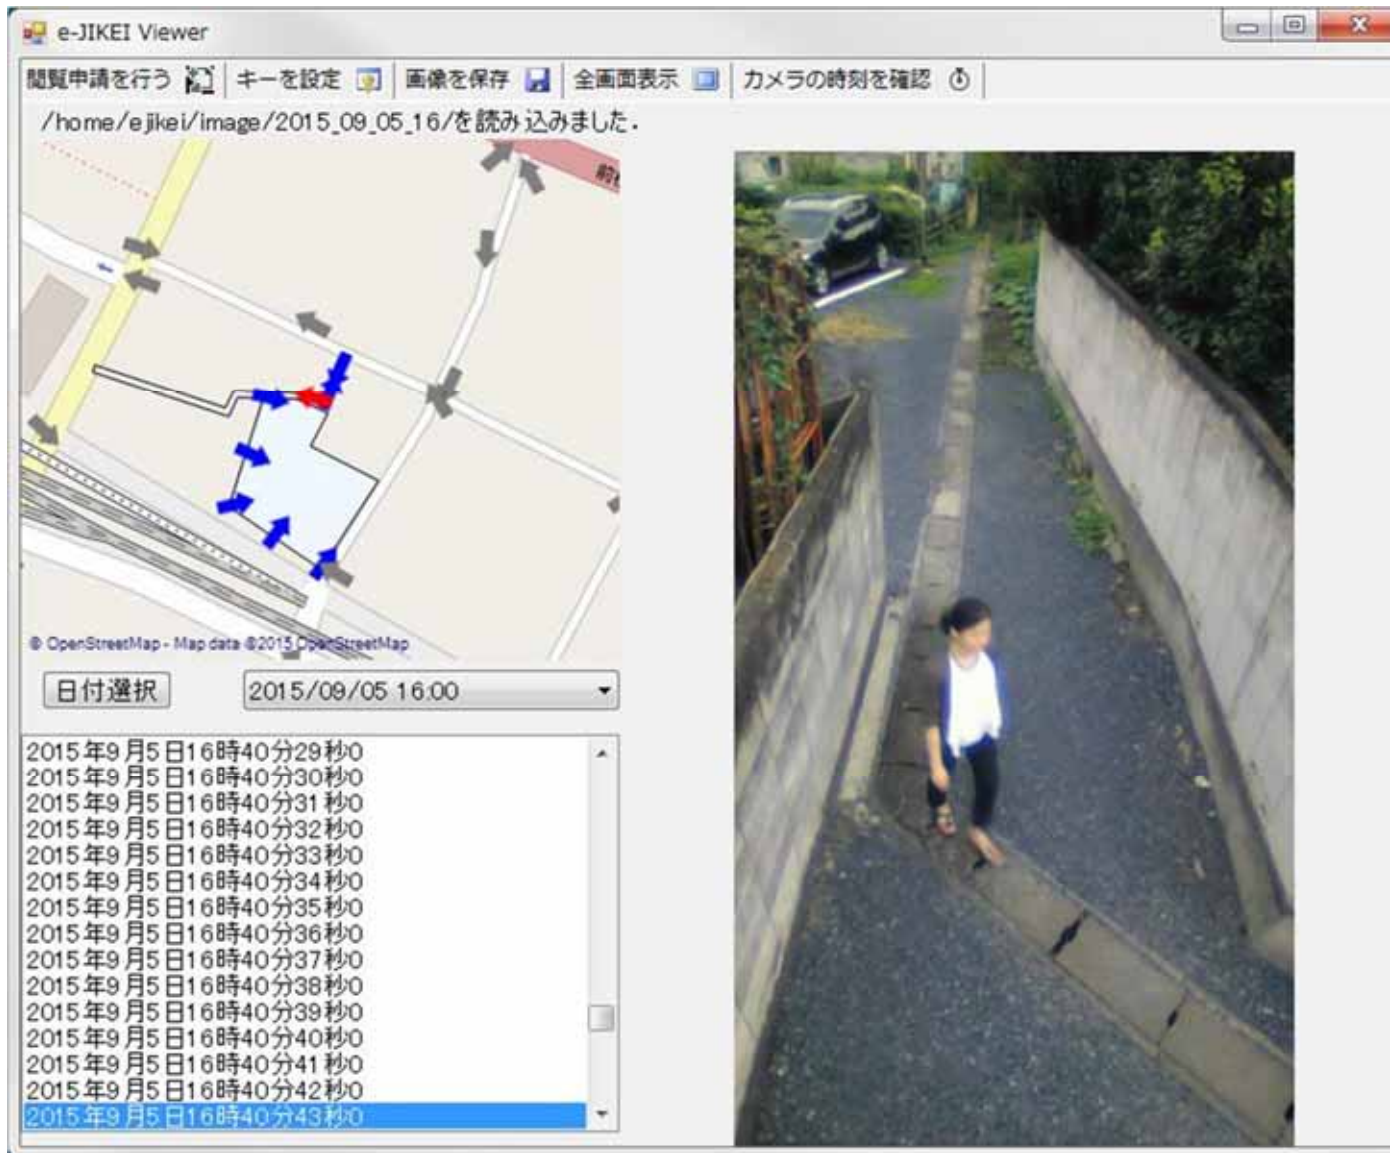 e-JIKEI Viewer
閲覧申請を行う キーを設定 画像を保存 全画面表示 カメラの時刻を確認
/home/ejikei/image/2015_09_05_16/を読み込みました.
前
© OpenStreetMap - Map data ©2015 OpenStreetMap
日付選択 2015/09/05 16:00
2015年9月5日16時40分29秒0
2015年9月5日16時40分30秒0
2015年9月5日16時40分31秒0
2015年9月5日16時40分32秒0
2015年9月5日16時40分33秒0
2015年9月5日16時40分34秒0
2015年9月5日16時40分35秒0
2015年9月5日16時40分36秒0
2015年9月5日16時40分37秒0
2015年9月5日16時40分38秒0
2015年9月5日16時40分39秒0
2015年9月5日16時40分40秒0
2015年9月5日16時40分41秒0
2015年9月5日16時40分42秒0
2015年9月5日16時40分43秒0